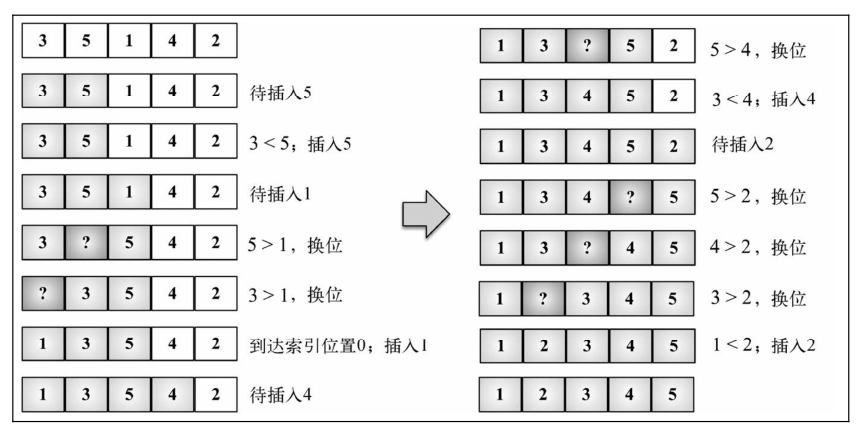 3 5 1 4 2
3 5 1 4 2 待插入5
3 5 1 4 2 3 < 5；插入5
3 5 1 4 2 待插入1
3 ? 5 4 2 5 > 1，换位
? 3 5 4 2 3 > 1，换位
1 3 5 4 2 到达索引位置0；插入1
1 3 5 4 2 待插入4
1 3 ? 5 2 5 > 4，换位
1 3 4 5 2 3 < 4；插入4
1 3 4 5 2 待插入2
1 3 4 ? 5 5 > 2，换位
1 3 ? 4 5 4 > 2，换位
1 ? 3 4 5 3 > 2，换位
1 2 3 4 5 1 < 2；插入2
1 2 3 4 5